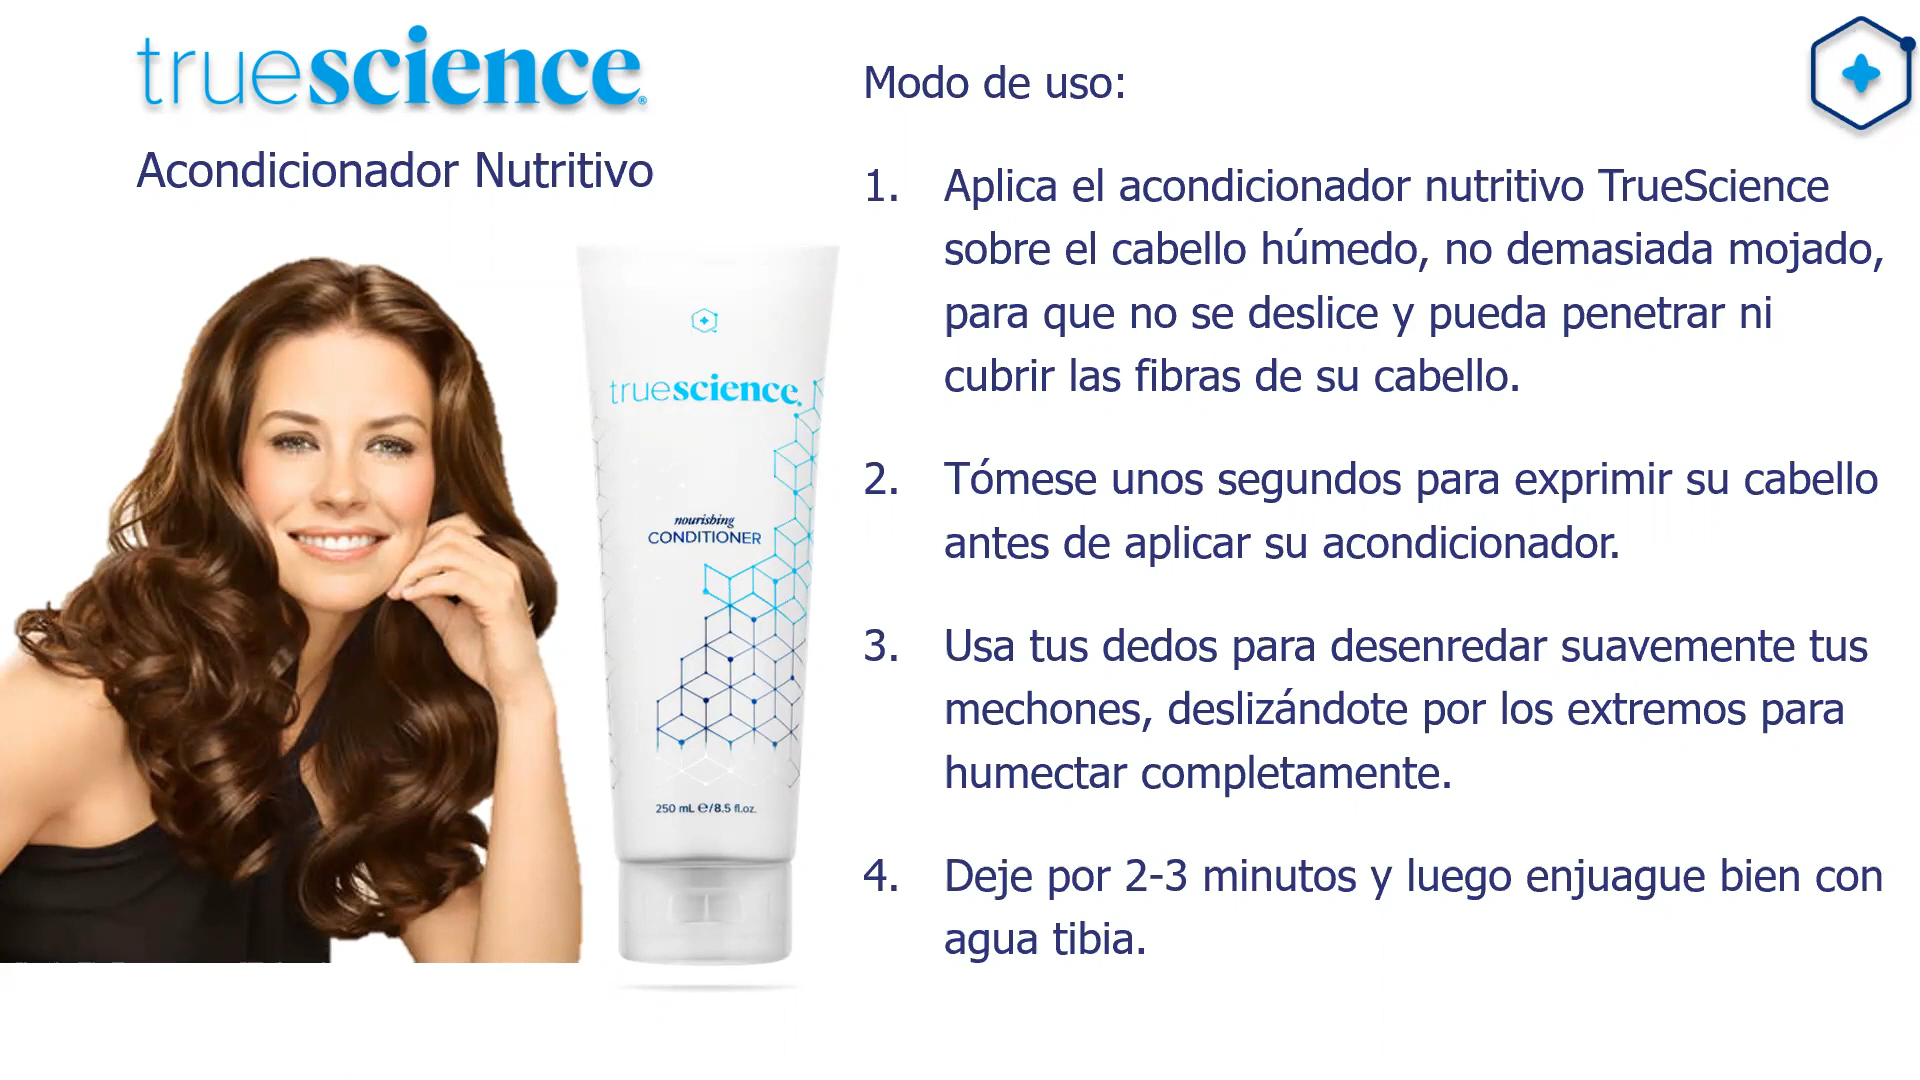 truescience®
Acondicionador Nutritivo
truescience®
nourishing
CONDITIONER
250 mL ℮/8.5 fl.oz.
Modo de uso:
1. Aplica el acondicionador nutritivo TrueScience
sobre el cabello húmedo, no demasiada mojado,
para que no se deslice y pueda penetrar ni
cubrir las fibras de su cabello.
2. Tómese unos segundos para exprimir su cabello
antes de aplicar su acondicionador.
3. Usa tus dedos para desenredar suavemente tus
mechones, deslizándote por los extremos para
humectar completamente.
4. Deje por 2-3 minutos y luego enjuague bien con
agua tibia.